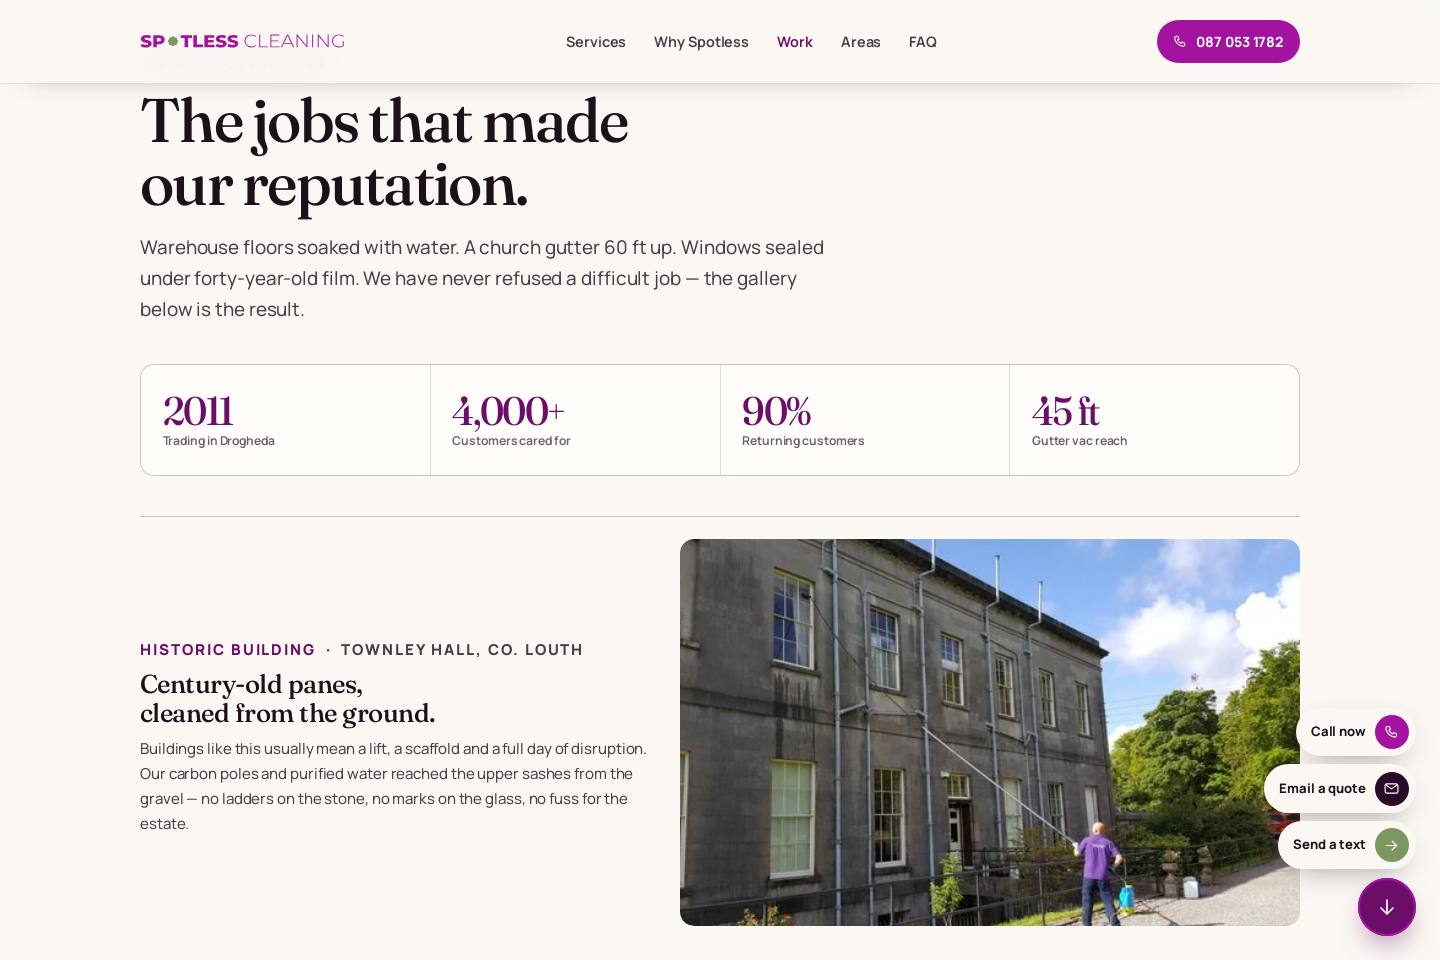 SP TLESS CLEANING
Services
Why Spotless
Work
Areas
FAQ
087 053 1782
The jobs that made
our reputation.
Warehouse floors soaked with water. A church gutter 60 ft up. Windows sealed
under forty-year-old film. We have never refused a difficult job — the gallery
below is the result.
2011
Trading in Drogheda
4,000+
Customers cared for
90%
Returning customers
45 ft
Gutter vac reach
HISTORIC BUILDING · TOWNLEY HALL, CO. LOUTH
Century-old panes,
cleaned from the ground.
Buildings like this usually mean a lift, a scaffold and a full day of disruption.
Our carbon poles and purified water reached the upper sashes from the
gravel — no ladders on the stone, no marks on the glass, no fuss for the
estate.
Call now
Email a quote
Send a text